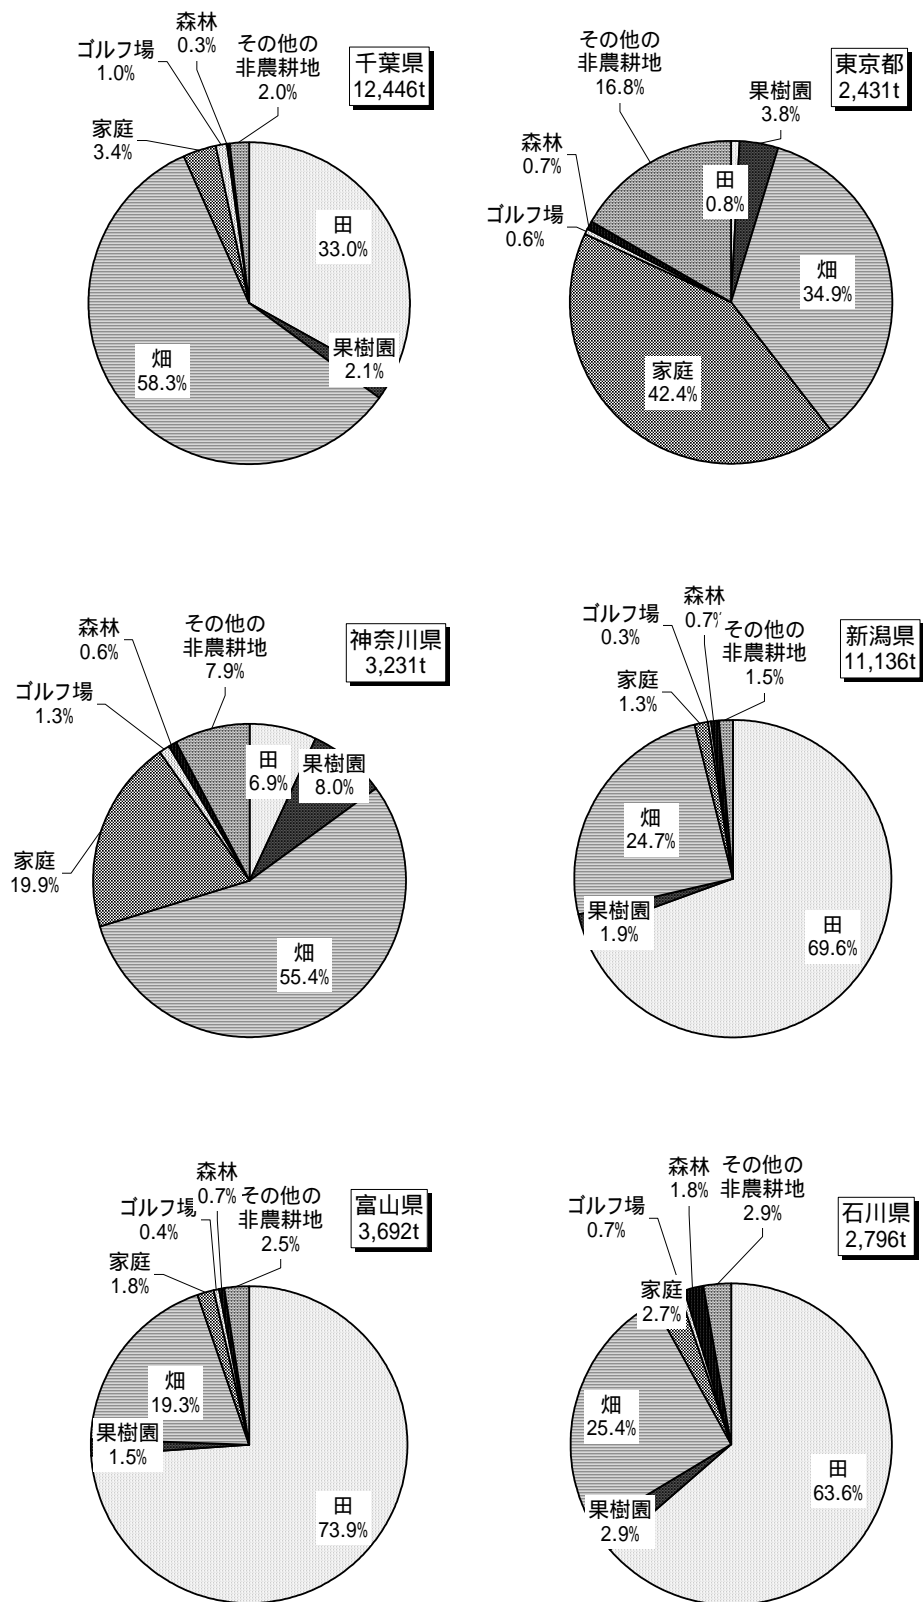 千葉県
12,446t
森林
0.3%
ゴルフ場
1.0%
その他の
非農耕地
2.0%
家庭
3.4%
田
33.0%
果樹園
2.1%
畑
58.3%
東京都
2,431t
その他の
非農耕地
16.8%
果樹園
3.8%
森林
0.7%
田
0.8%
ゴルフ場
0.6%
畑
34.9%
家庭
42.4%
神奈川県
3,231t
森林
0.6%
その他の
非農耕地
7.9%
ゴルフ場
1.3%
田
6.9%
果樹園
8.0%
家庭
19.9%
畑
55.4%
新潟県
11,136t
森林
0.7%
ゴルフ場
0.3%
その他の
非農耕地
1.5%
家庭
1.3%
畑
24.7%
果樹園
1.9%
田
69.6%
富山県
3,692t
森林
0.7%
ゴルフ場
0.4%
その他の
非農耕地
2.5%
家庭
1.8%
畑
19.3%
果樹園
1.5%
田
73.9%
石川県
2,796t
森林
1.8%
その他の
非農耕地
2.9%
ゴルフ場
0.7%
家庭
2.7%
畑
25.4%
田
63.6%
果樹園
2.9%